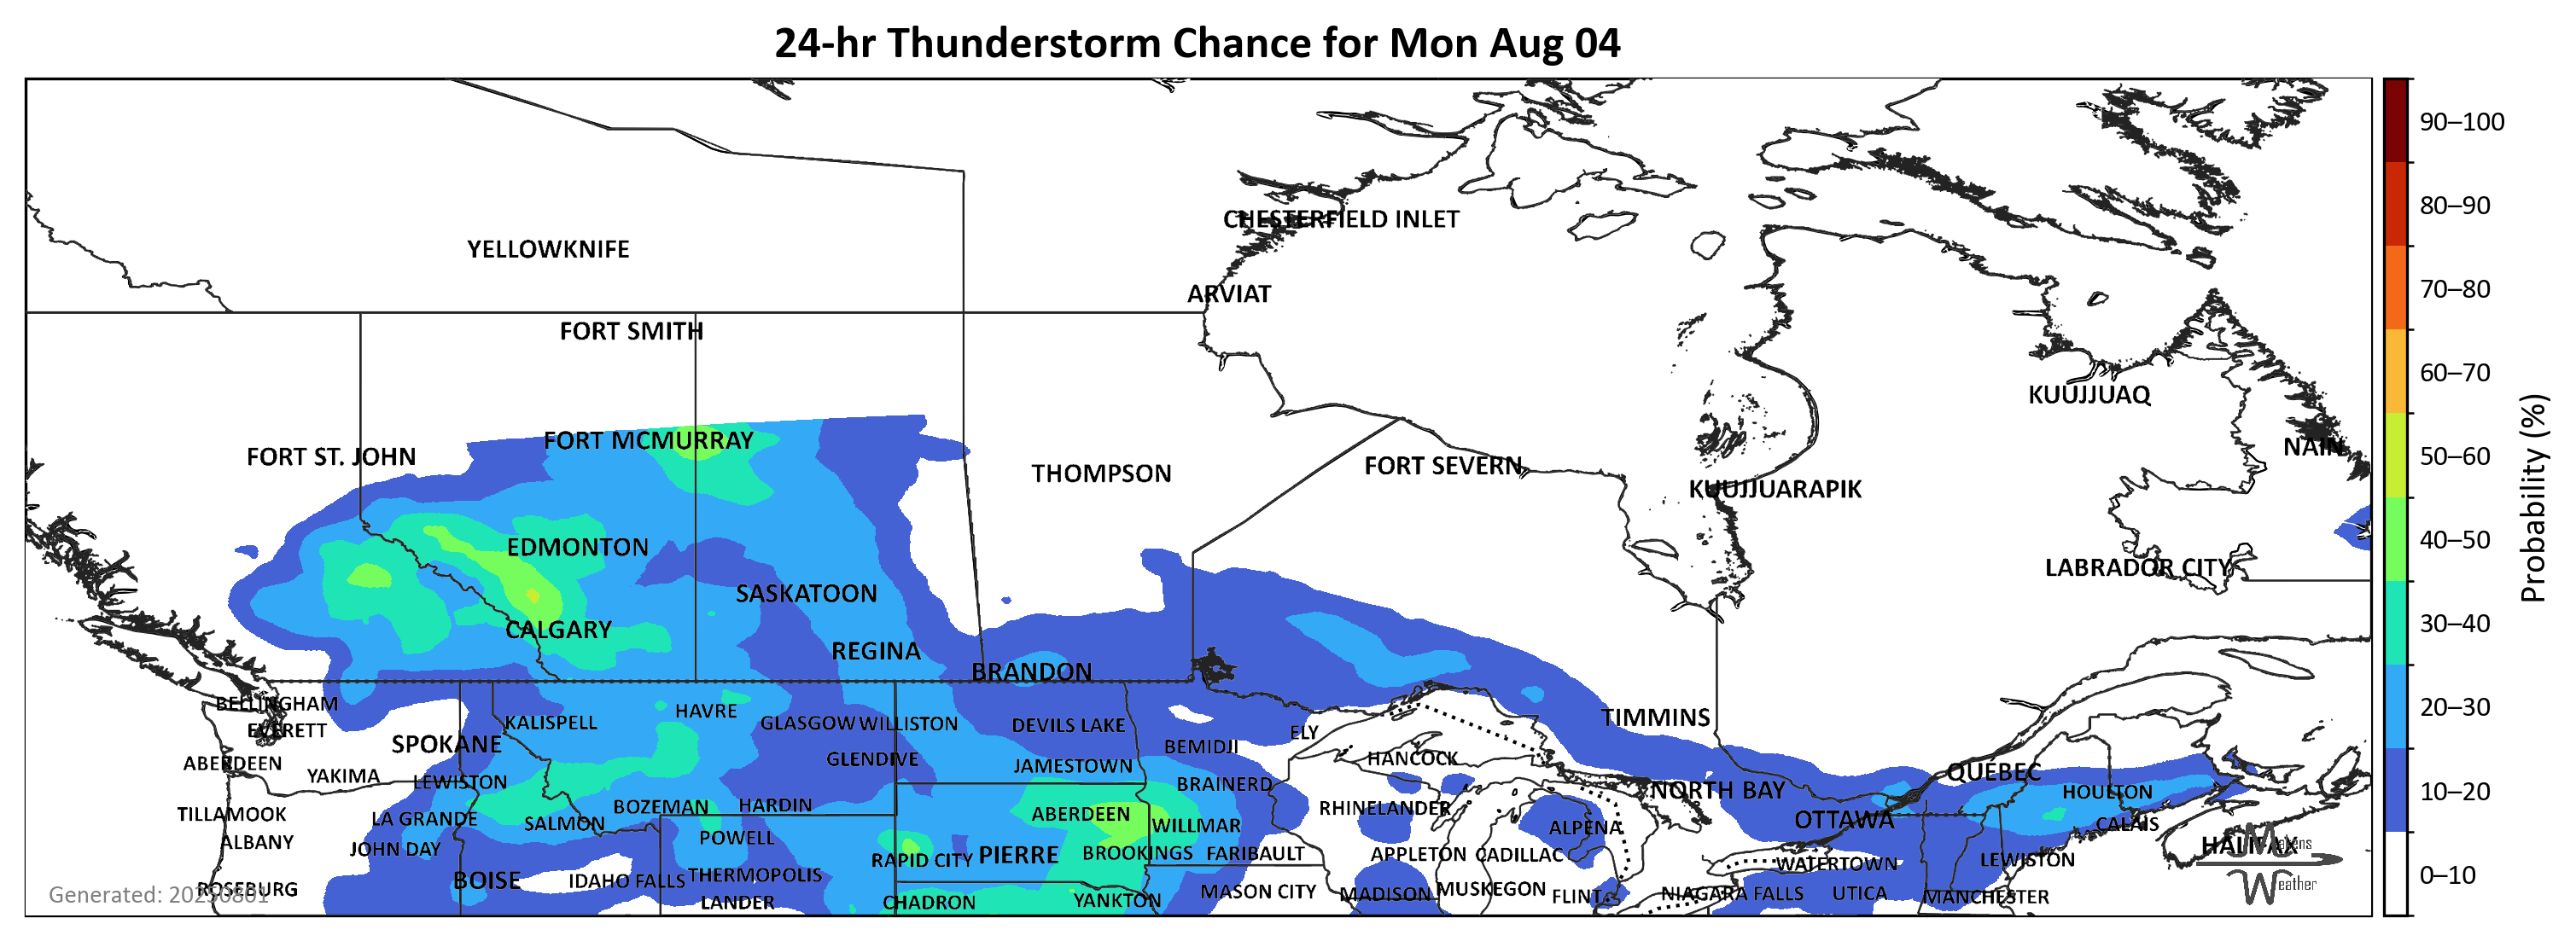 24-hr Thunderstorm Chance for Mon Aug 04
90–100
80–90
CHESTERFIELD INLET
YELLOWKNIFE
70–80
ARVIAT
FORT SMITH
60–70
KUUJJUAQ
FORT MCMURRAY
NAIN
50–60
FORT ST. JOHN
FORT SEVERN
THOMPSON
KUUJJUARAPIK
Probability (%)
40–50
EDMONTON
LABRADOR CITY
SASKATOON
30–40
CALGARY
REGINA
BRANDON
BELLINGHAM
20–30
HAVRE
TIMMINS
KALISPELL
GLASGOW WILLISTON
DEVILS LAKE
EVERETT
ELY
SPOKANE
BEMIDJI
HANCOCK
GLENDIVE
ABERDEEN
JAMESTOWN
QUÉBEC
YAKIMA
LEWISTON
BRAINERD
NORTH BAY
HOULTON
10–20
BOZEMAN
HARDIN
RHINELANDER
TILLAMOOK
ABERDEEN
LA GRANDE
SALMON
WILLMAR
ALPENA
OTTAWA
CALAIS
ALBANY
POWELL
HALIFAX
Makens
JOHN DAY
RAPID CITY
PIERRE
BROOKINGS
FARIBAULT
APPLETON
CADILLAC
WATERTOWN
LEWISTON
BOISE
IDAHO FALLS
THERMOPOLIS
0–10
Weather
ROSEBURG
Generated: 20250801
LANDER
CHADRON
YANKTON
MASON CITY
MADISON
MUSKEGON
FLINT
NIAGARA FALLS
UTICA
MANCHESTER